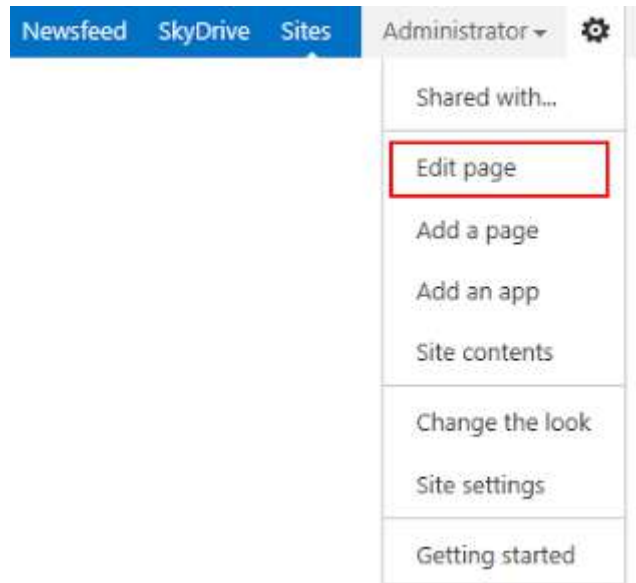 Newsfeed SkyDrive Sites Administrator
Shared with...
Edit page
Add a page
Add an app
Site contents
Change the look
Site settings
Getting started